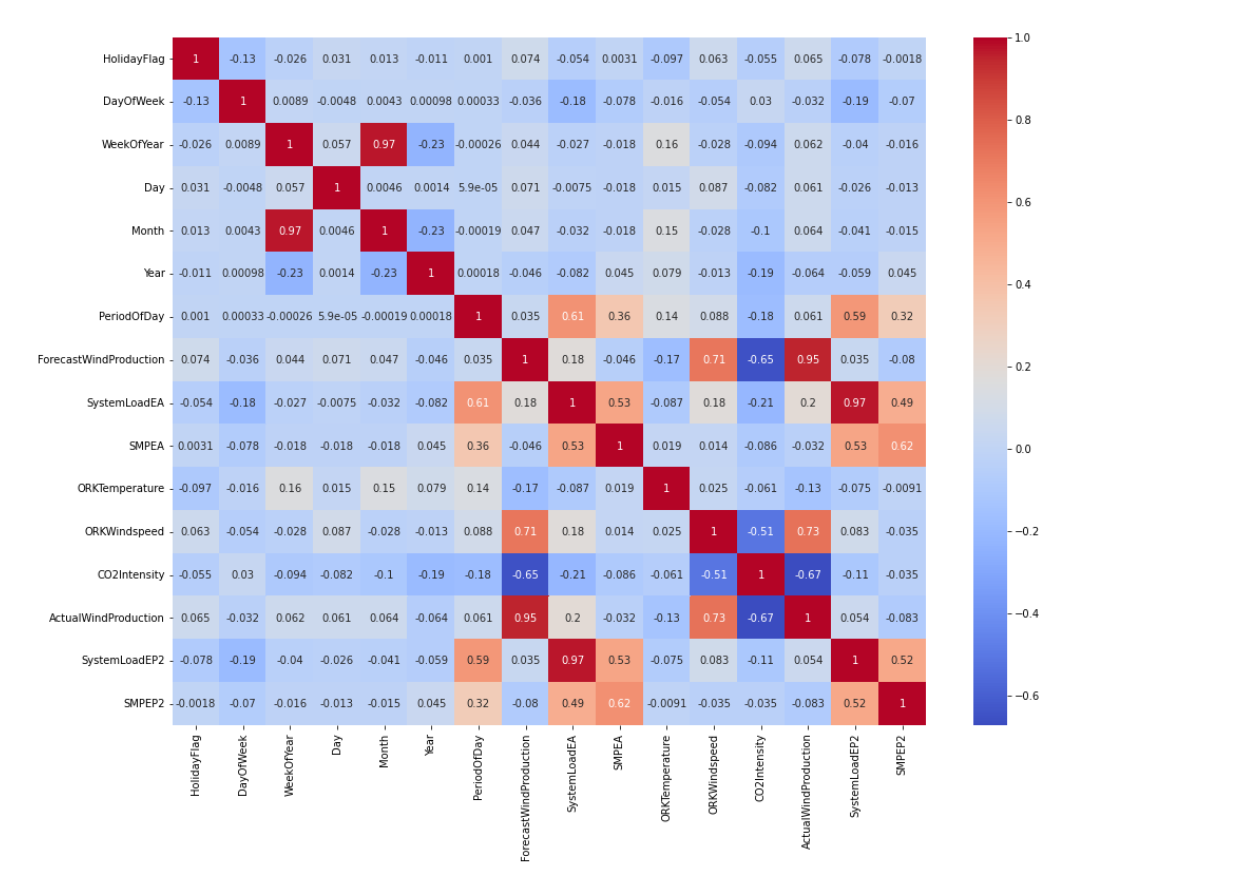 HolidayFlag 1 -0.13 -0.026 0.031 0.013 -0.011 0.001 0.074 -0.054 0.0031 -0.097 0.063 -0.055 0.065 -0.078 -0.0018
DayOfWeek -0.13 1 0.0089 -0.0048 0.0043 0.00098 0.00033 -0.036 -0.18 -0.078 -0.016 -0.054 0.03 -0.032 -0.19 -0.07
WeekOfYear -0.026 0.0089 1 0.057 0.97 -0.23 -0.00026 0.044 -0.027 -0.018 0.16 -0.028 -0.094 0.062 -0.04 -0.016
Day 0.031 -0.0048 0.057 1 0.0046 0.0014 5.9e-05 0.071 -0.0075 -0.018 0.015 0.087 -0.082 0.061 -0.026 -0.013
Month 0.013 0.0043 0.97 0.0046 1 -0.23 -0.00019 0.047 -0.032 -0.018 0.15 -0.028 -0.1 0.064 -0.041 -0.015
Year -0.011 0.00098 -0.23 0.0014 -0.23 1 0.00018 -0.046 -0.082 0.045 0.079 -0.013 -0.19 -0.064 -0.059 0.045
PeriodOfDay 0.001 0.00033 -0.00026 5.9e-05 -0.00019 0.00018 1 0.035 0.61 0.36 0.14 0.088 -0.18 0.061 0.59 0.32
ForecastWindProduction 0.074 -0.036 0.044 0.071 0.047 -0.046 0.035 1 0.18 -0.046 -0.17 0.71 -0.65 0.95 0.035 -0.08
SystemLoadEA -0.054 -0.18 -0.027 -0.0075 -0.032 -0.082 0.61 0.18 1 0.53 -0.087 0.18 -0.21 0.2 0.97 0.49
SMPEA 0.0031 -0.078 -0.018 -0.018 -0.018 0.045 0.36 -0.046 0.53 1 0.019 0.014 -0.086 -0.032 0.53 0.62
ORKTemperature -0.097 -0.016 0.16 0.015 0.15 0.079 0.14 -0.17 -0.087 0.019 1 0.025 -0.061 -0.13 -0.075 -0.0091
ORKWindspeed 0.063 -0.054 -0.028 0.087 -0.028 -0.013 0.088 0.71 0.18 0.014 0.025 1 -0.51 0.73 0.083 -0.035
CO2Intensity -0.055 0.03 -0.094 -0.082 -0.1 -0.19 -0.18 -0.65 -0.21 -0.086 -0.061 -0.51 1 -0.67 -0.11 -0.035
ActualWindProduction 0.065 -0.032 0.062 0.061 0.064 -0.064 0.061 0.95 0.2 -0.032 -0.13 0.73 -0.67 1 0.054 -0.083
SystemLoadEP2 -0.078 -0.19 -0.04 -0.026 -0.041 -0.059 0.59 0.035 0.97 0.53 -0.075 0.083 -0.11 0.054 1 0.52
SMPEP2 -0.0018 -0.07 -0.016 -0.013 -0.015 0.045 0.32 -0.08 0.49 0.62 -0.0091 -0.035 -0.035 -0.083 0.52 1
HolidayFlag
DayOfWeek
WeekOfYear
Day
Month
Year
PeriodOfDay
ForecastWindProduction
SystemLoadEA
SMPEA
ORKTemperature
ORKWindspeed
CO2Intensity
ActualWindProduction
SystemLoadEP2
SMPEP2
1.0
0.8
0.6
0.4
0.2
0.0
−0.2
−0.4
−0.6